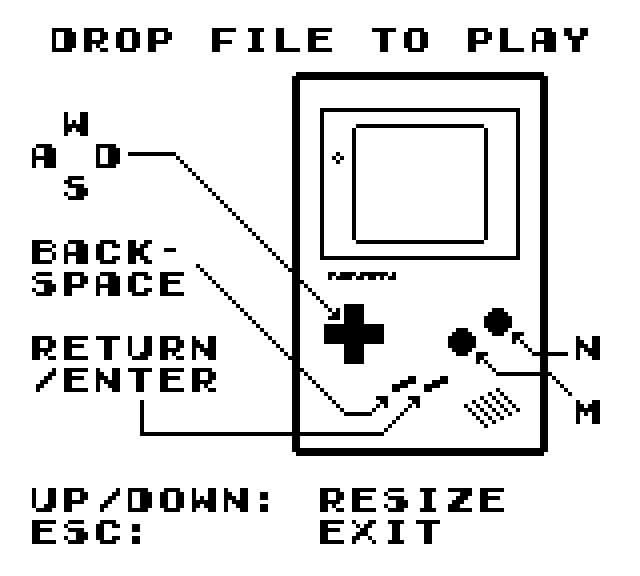 DROP FILE TO PLAY
W
A D
S
BACK-
SPACE
RETURN
/ENTER
N
M
UP/DOWN: RESIZE
ESC: EXIT